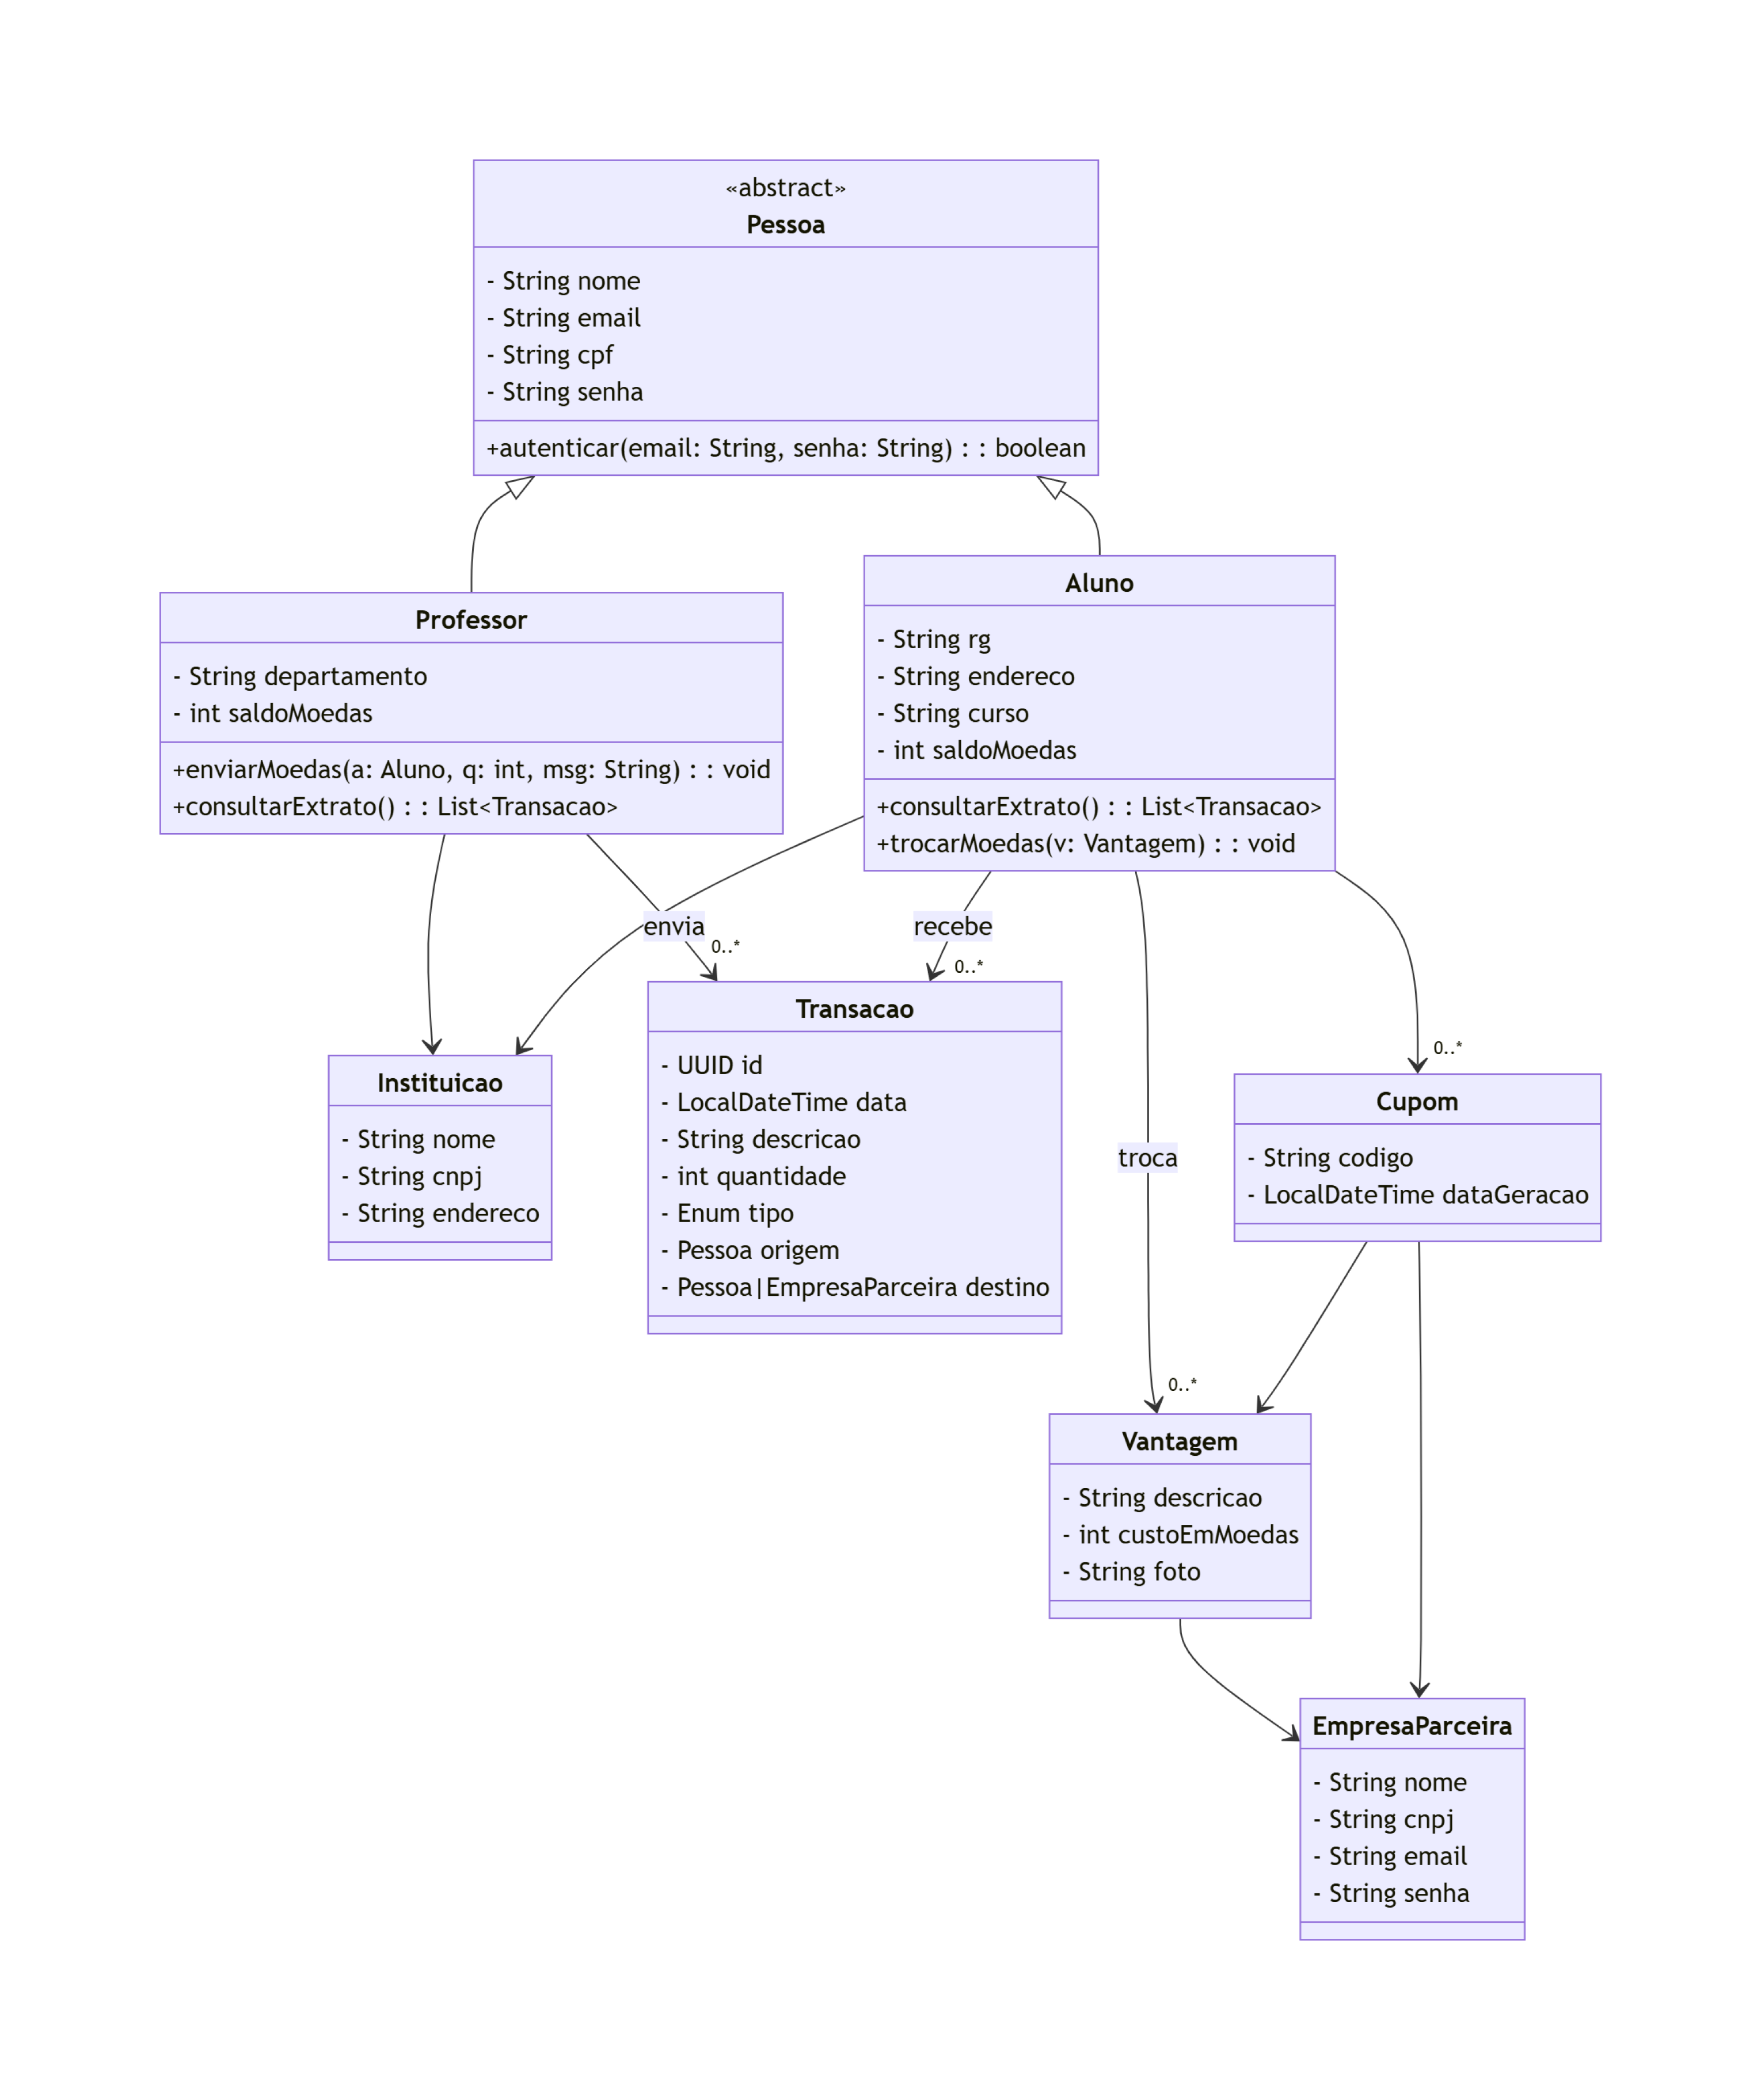 «abstract»
Pessoa
- String nome
- String email
- String cpf
- String senha
+autenticar(email: String, senha: String) : : boolean
Professor
- String departamento
- int saldoMoedas
+enviarMoedas(a: Aluno, q: int, msg: String) : : void
+consultarExtrato() : : List<Transacao>
Aluno
- String rg
- String endereco
- String curso
- int saldoMoedas
+consultarExtrato() : : List<Transacao>
+trocarMoedas(v: Vantagem) : : void
envia
0..*
recebe
0..*
Instituicao
- String nome
- String cnpj
- String endereco
Transacao
- UUID id
- LocalDateTime data
- String descricao
- int quantidade
- Enum tipo
- Pessoa origem
- Pessoa|EmpresaParceira destino
troca
0..*
0..*
Cupom
- String codigo
- LocalDateTime dataGeracao
Vantagem
- String descricao
- int custoEmMoedas
- String foto
EmpresaParceira
- String nome
- String cnpj
- String email
- String senha